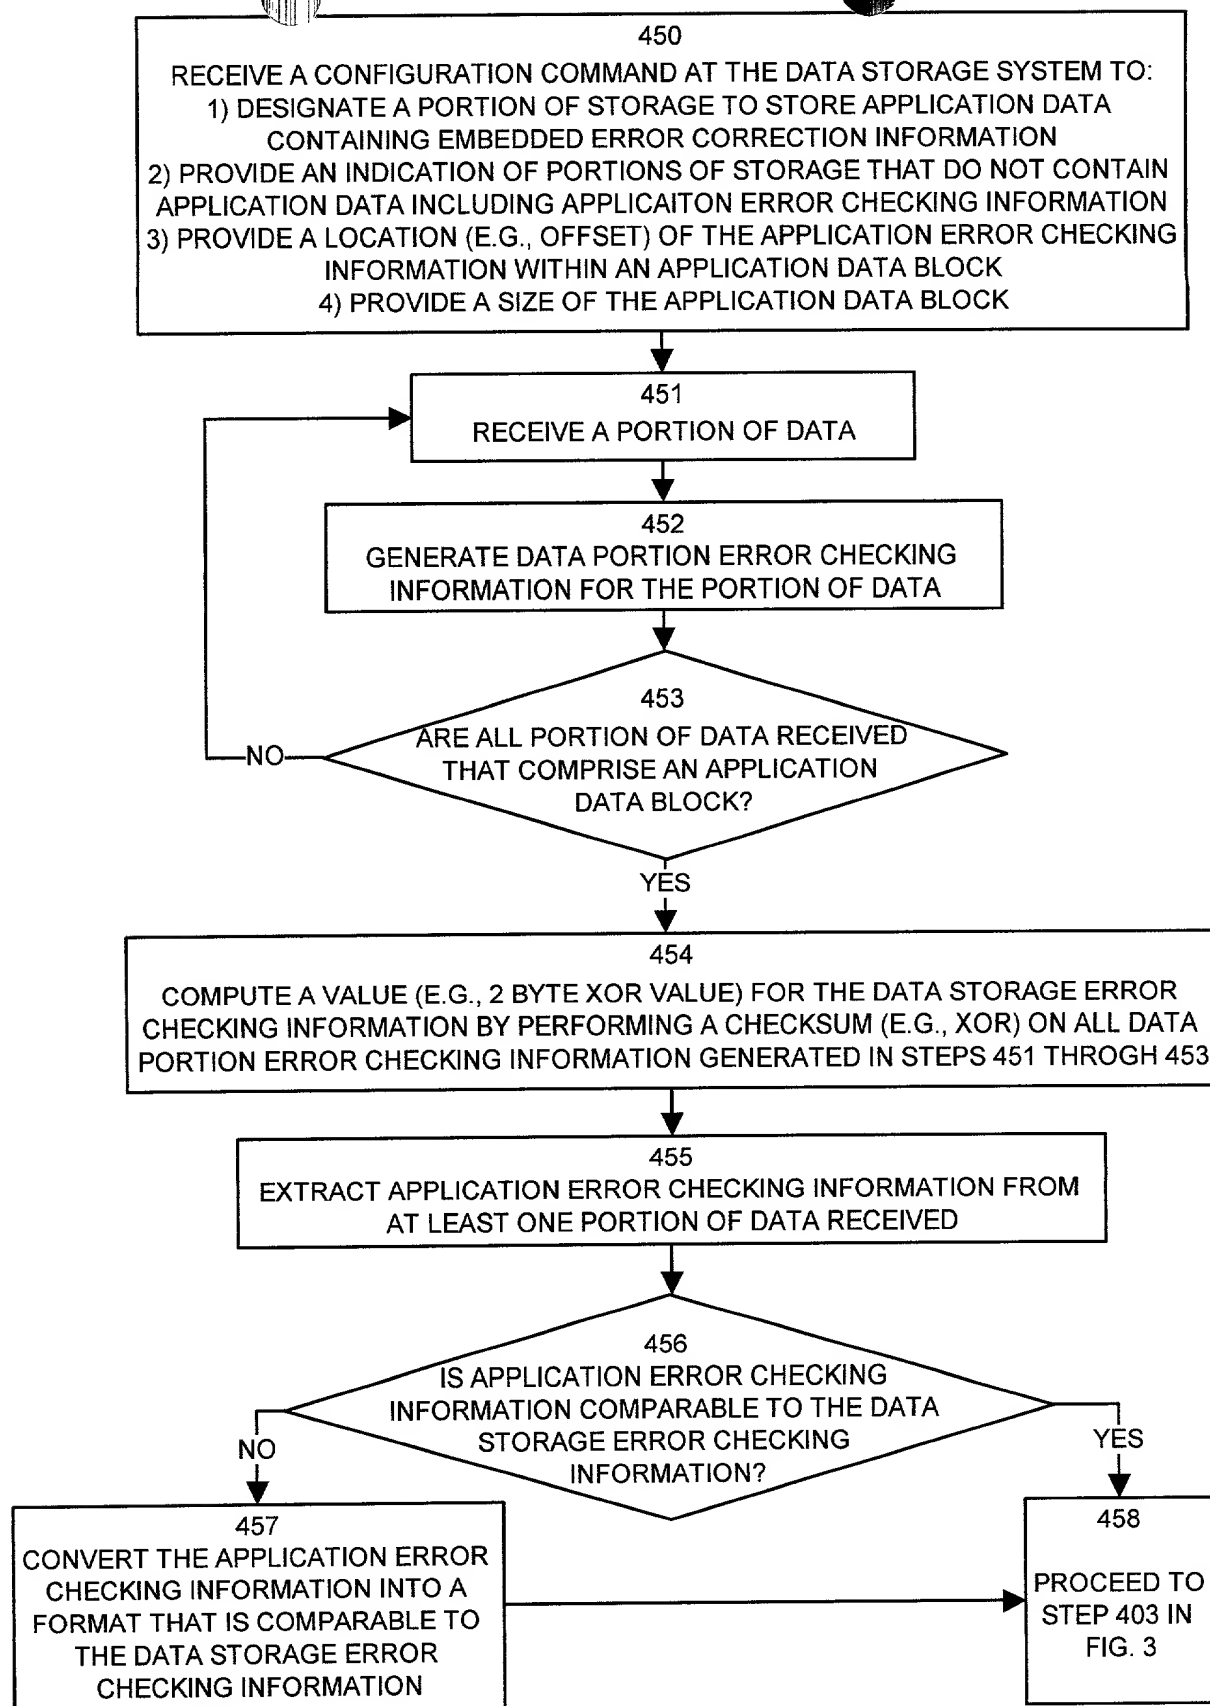 450
RECEIVE A CONFIGURATION COMMAND AT THE DATA STORAGE SYSTEM TO:
1) DESIGNATE A PORTION OF STORAGE TO STORE APPLICATION DATA
CONTAINING EMBEDDED ERROR CORRECTION INFORMATION
2) PROVIDE AN INDICATION OF PORTIONS OF STORAGE THAT DO NOT CONTAIN
APPLICATION DATA INCLUDING APPLICAITON ERROR CHECKING INFORMATION
3) PROVIDE A LOCATION (E.G., OFFSET) OF THE APPLICATION ERROR CHECKING
INFORMATION WITHIN AN APPLICATION DATA BLOCK
4) PROVIDE A SIZE OF THE APPLICATION DATA BLOCK
451
RECEIVE A PORTION OF DATA
452
GENERATE DATA PORTION ERROR CHECKING
INFORMATION FOR THE PORTION OF DATA
453
ARE ALL PORTION OF DATA RECEIVED
THAT COMPRISE AN APPLICATION
DATA BLOCK?
NO
YES
454
COMPUTE A VALUE (E.G., 2 BYTE XOR VALUE) FOR THE DATA STORAGE ERROR
CHECKING INFORMATION BY PERFORMING A CHECKSUM (E.G., XOR) ON ALL DATA
PORTION ERROR CHECKING INFORMATION GENERATED IN STEPS 451 THROGH 453
455
EXTRACT APPLICATION ERROR CHECKING INFORMATION FROM
AT LEAST ONE PORTION OF DATA RECEIVED
456
IS APPLICATION ERROR CHECKING
INFORMATION COMPARABLE TO THE DATA
STORAGE ERROR CHECKING
INFORMATION?
NO
YES
457
CONVERT THE APPLICATION ERROR
CHECKING INFORMATION INTO A
FORMAT THAT IS COMPARABLE TO
THE DATA STORAGE ERROR
CHECKING INFORMATION
458
PROCEED TO
STEP 403 IN
FIG. 3